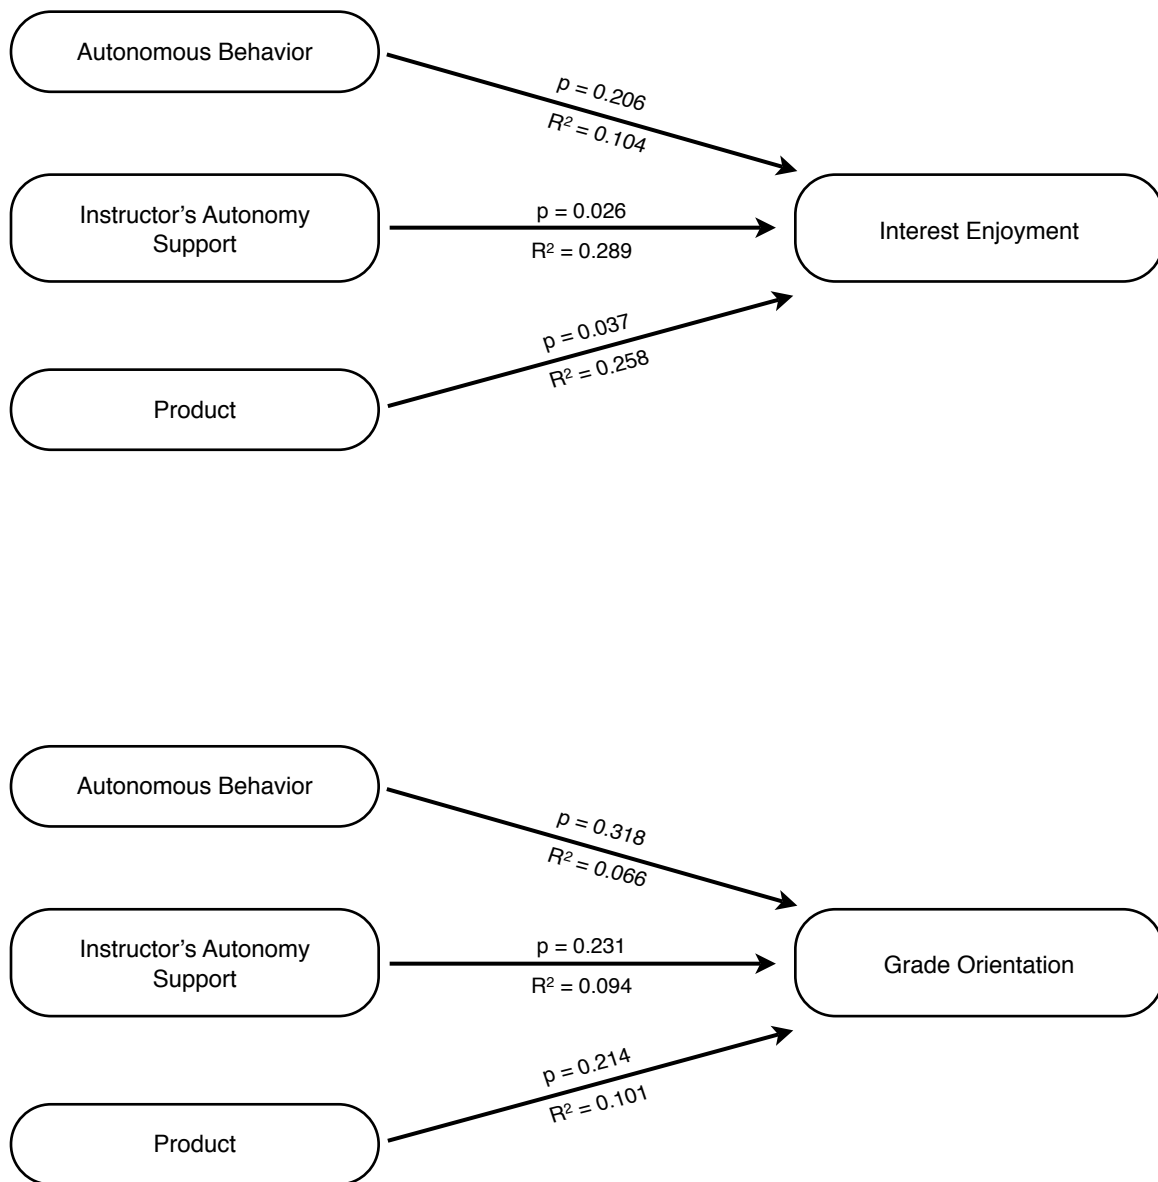 Autonomous Behavior
p = 0.206
R² = 0.104
Instructor’s Autonomy
Support
p = 0.026
R² = 0.289
Interest Enjoyment
p = 0.037
R² = 0.258
Product
Autonomous Behavior
p = 0.318
R² = 0.066
Instructor’s Autonomy
Support
p = 0.231
R² = 0.094
Grade Orientation
p = 0.214
R² = 0.101
Product